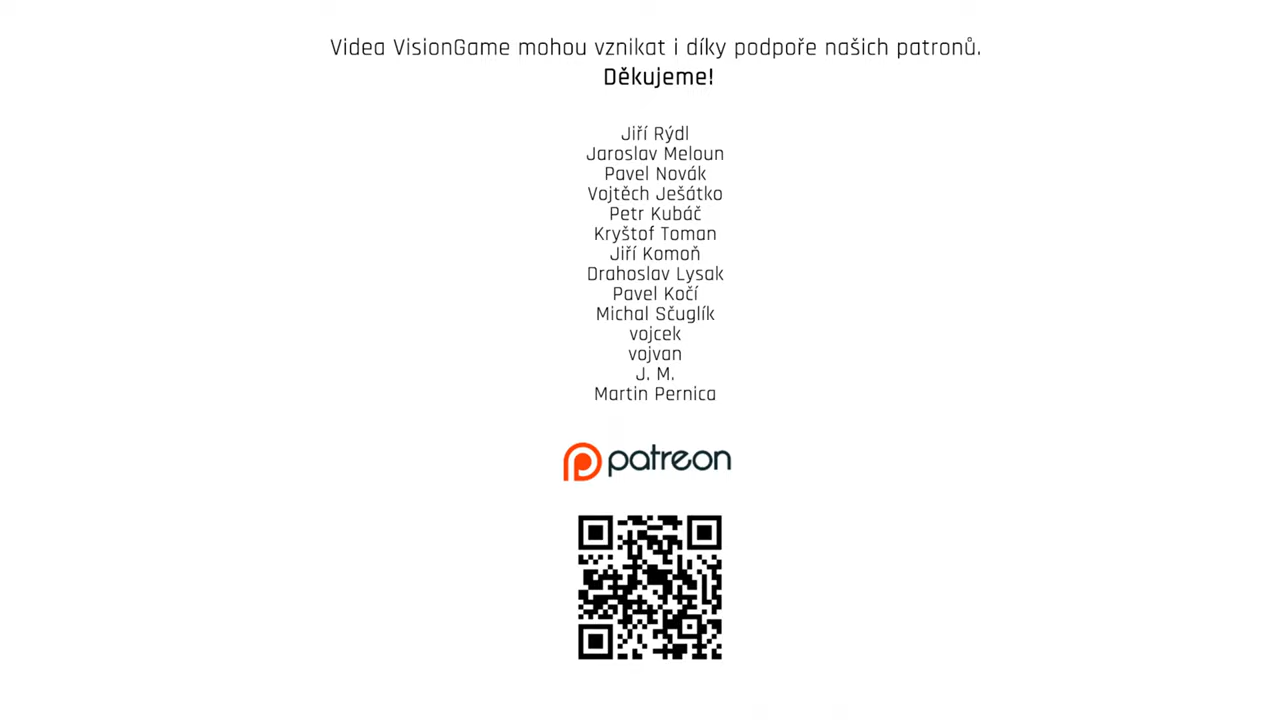 Videa VisionGame mohou vznikat i díky podpoře našich patronů.
Děkujeme!
Jiří Rýdl
Jaroslav Meloun
Pavel Novák
Vojtěch Ješátko
Petr Kubáč
Kryštof Toman
Jiří Komoň
Drahoslav Lysak
Pavel Kočí
Michal Sčuglík
vojcek
vojvan
J. M.
Martin Pernica
patreon